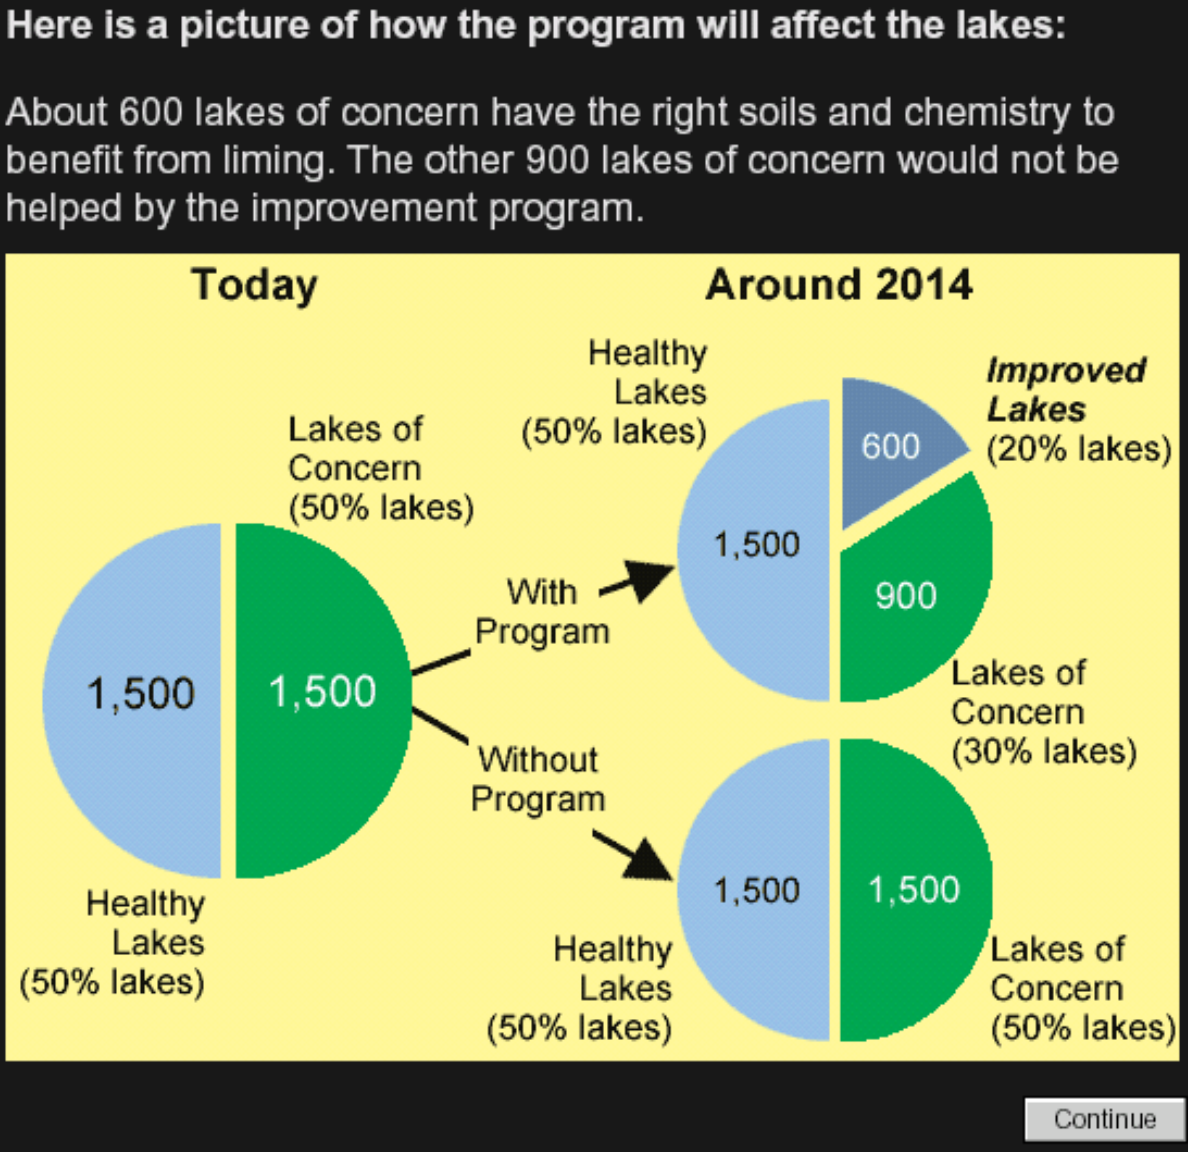 Here is a picture of how the program will affect the lakes:
About 600 lakes of concern have the right soils and chemistry to
benefit from liming. The other 900 lakes of concern would not be
helped by the improvement program.
Today
Around 2014
Lakes of
Concern
(50% lakes)
1,500
1,500
Healthy
Lakes
(50% lakes)
With
Program
Without
Program
Healthy
Lakes
(50% lakes)
Improved
Lakes
(20% lakes)
600
1,500
900
Lakes of
Concern
(30% lakes)
1,500
1,500
Healthy
Lakes
(50% lakes)
Lakes of
Concern
(50% lakes)
Continue